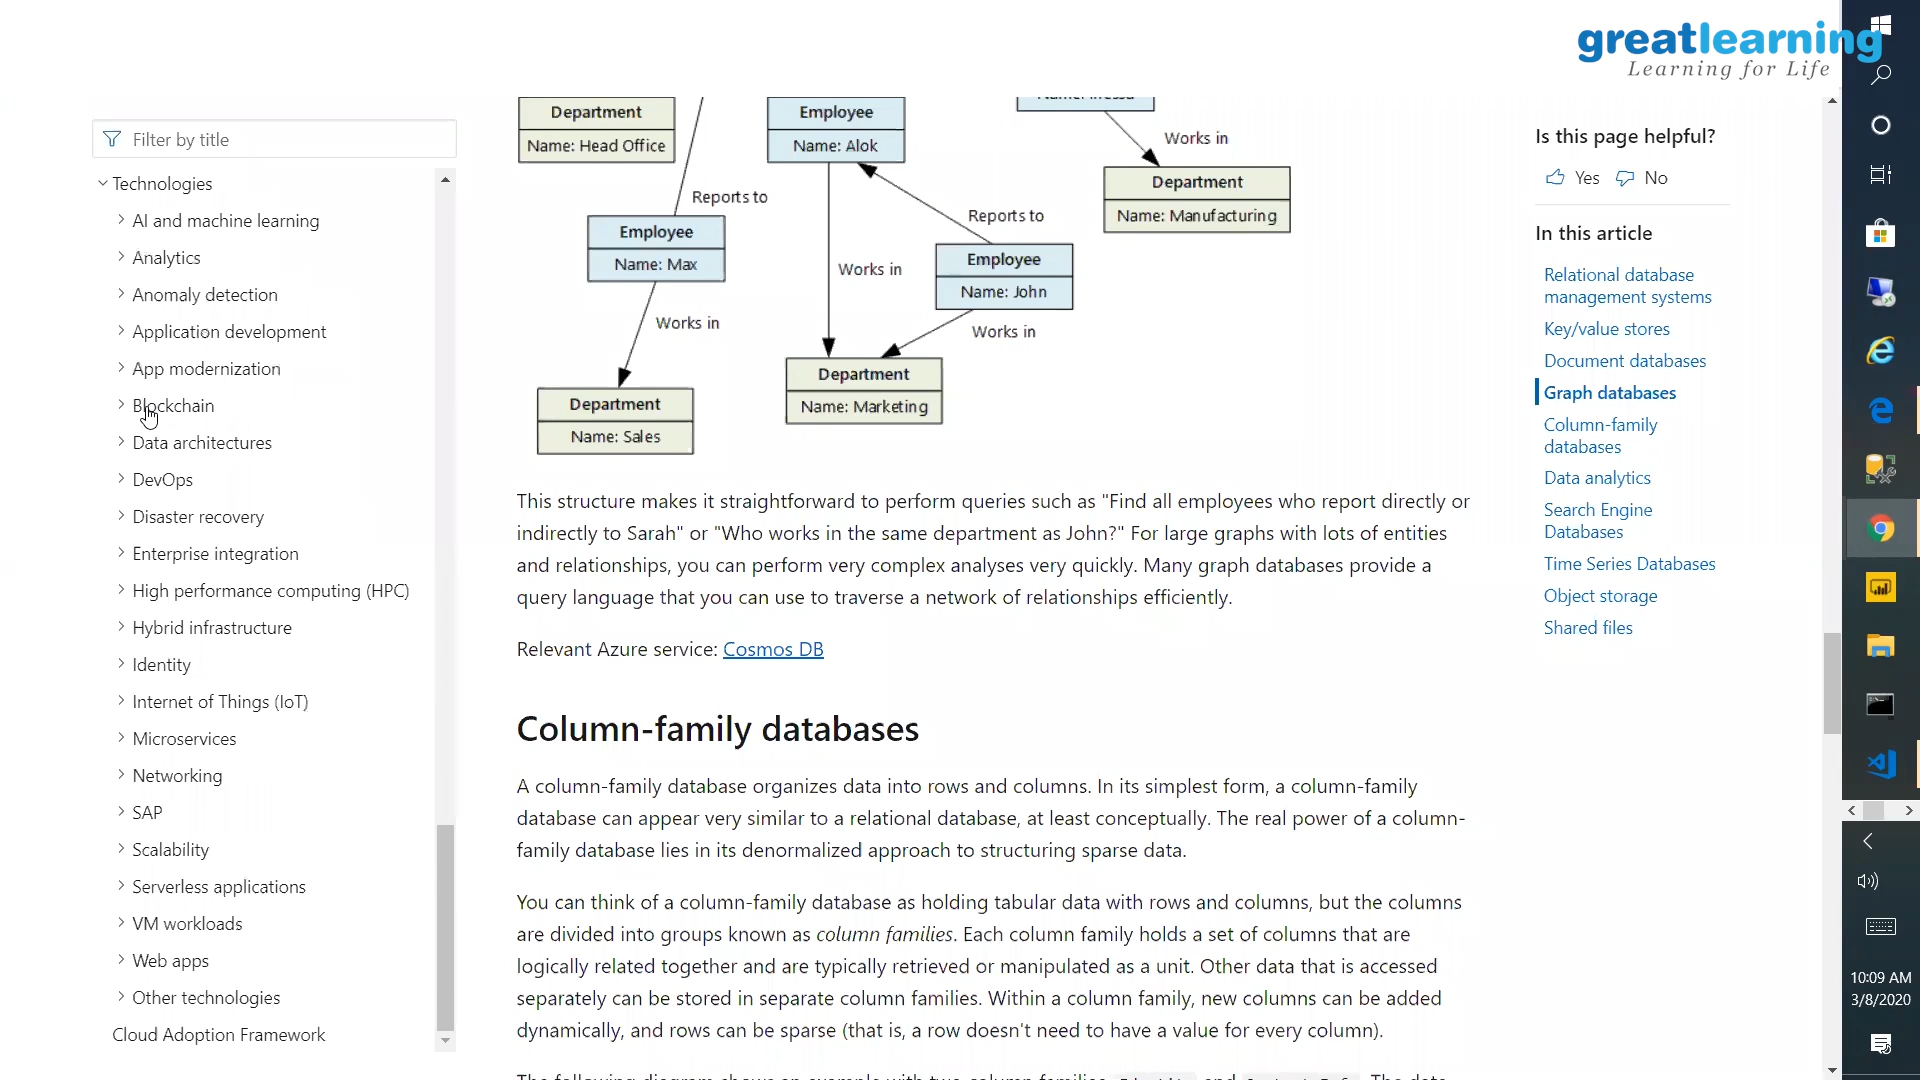 greatlearning
Learning for Life
Filter by title
Technologies
AI and machine learning
Analytics
Anomaly detection
Application development
App modernization
Blockchain
Data architectures
DevOps
Disaster recovery
Enterprise integration
High performance computing (HPC)
Hybrid infrastructure
Identity
Internet of Things (IoT)
Microservices
Networking
SAP
Scalability
Serverless applications
VM workloads
Web apps
Other technologies
Cloud Adoption Framework
Department
Name: Head Office
Employee
Name: Alok
Works in
Department
Name: Manufacturing
Reports to
Reports to
Employee
Name: Max
Employee
Name: John
Works in
Works in
Works in
Department
Name: Marketing
Department
Name: Sales
This structure makes it straightforward to perform queries such as "Find all employees who report directly or
indirectly to Sarah" or "Who works in the same department as John?" For large graphs with lots of entities
and relationships, you can perform very complex analyses very quickly. Many graph databases provide a
query language that you can use to traverse a network of relationships efficiently.
Relevant Azure service: Cosmos DB
Column-family databases
A column-family database organizes data into rows and columns. In its simplest form, a column-family
database can appear very similar to a relational database, at least conceptually. The real power of a column-
family database lies in its denormalized approach to structuring sparse data.
You can think of a column-family database as holding tabular data with rows and columns, but the columns
are divided into groups known as column families. Each column family holds a set of columns that are
logically related together and are typically retrieved or manipulated as a unit. Other data that is accessed
separately can be stored in separate column families. Within a column family, new columns can be added
dynamically, and rows can be sparse (that is, a row doesn't need to have a value for every column).
The following diagram shows an example with two column families, and . The data
Is this page helpful?
Yes No
In this article
Relational database
management systems
Key/value stores
Document databases
Graph databases
Column-family
databases
Data analytics
Search Engine
Databases
Time Series Databases
Object storage
Shared files
10:09 AM
3/8/2020